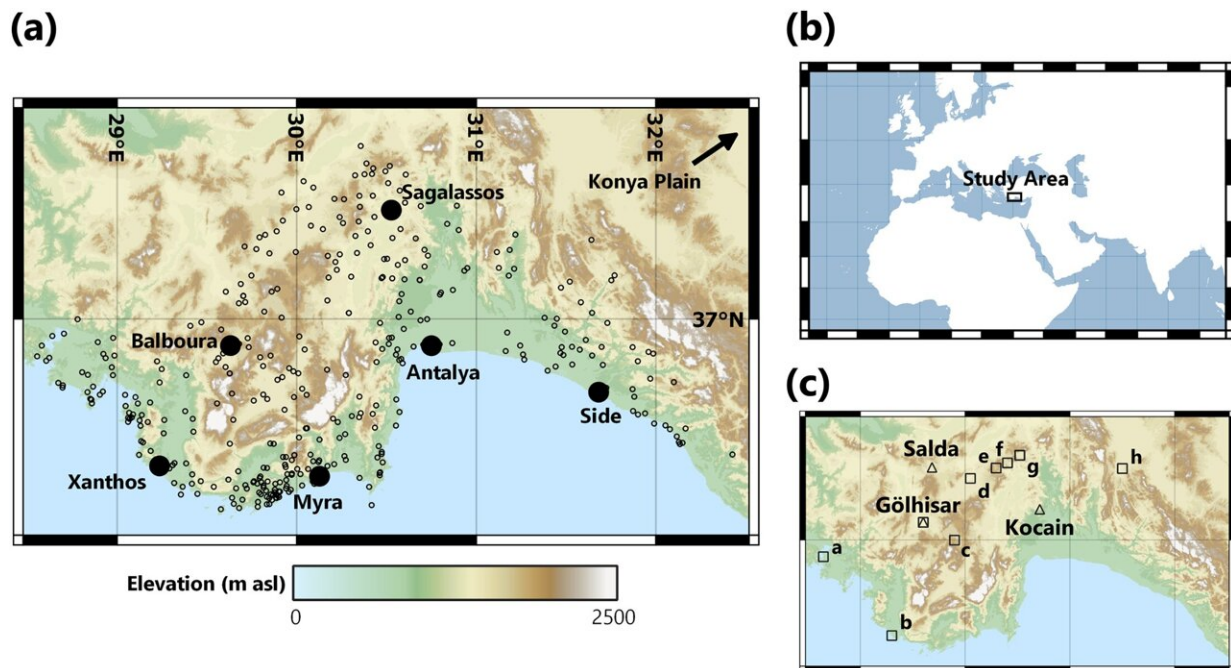 (a)
29°E
30°E
31°E
32°E
Konya Plain
Sagalassos
37°N
Balboura
Antalya
Side
Xanthos
Myra
Elevation (m asl)
0
2500
(b)
Study Area
(c)
Salda
e
f
g
h
d
Gölhisar
Kocain
c
a
b